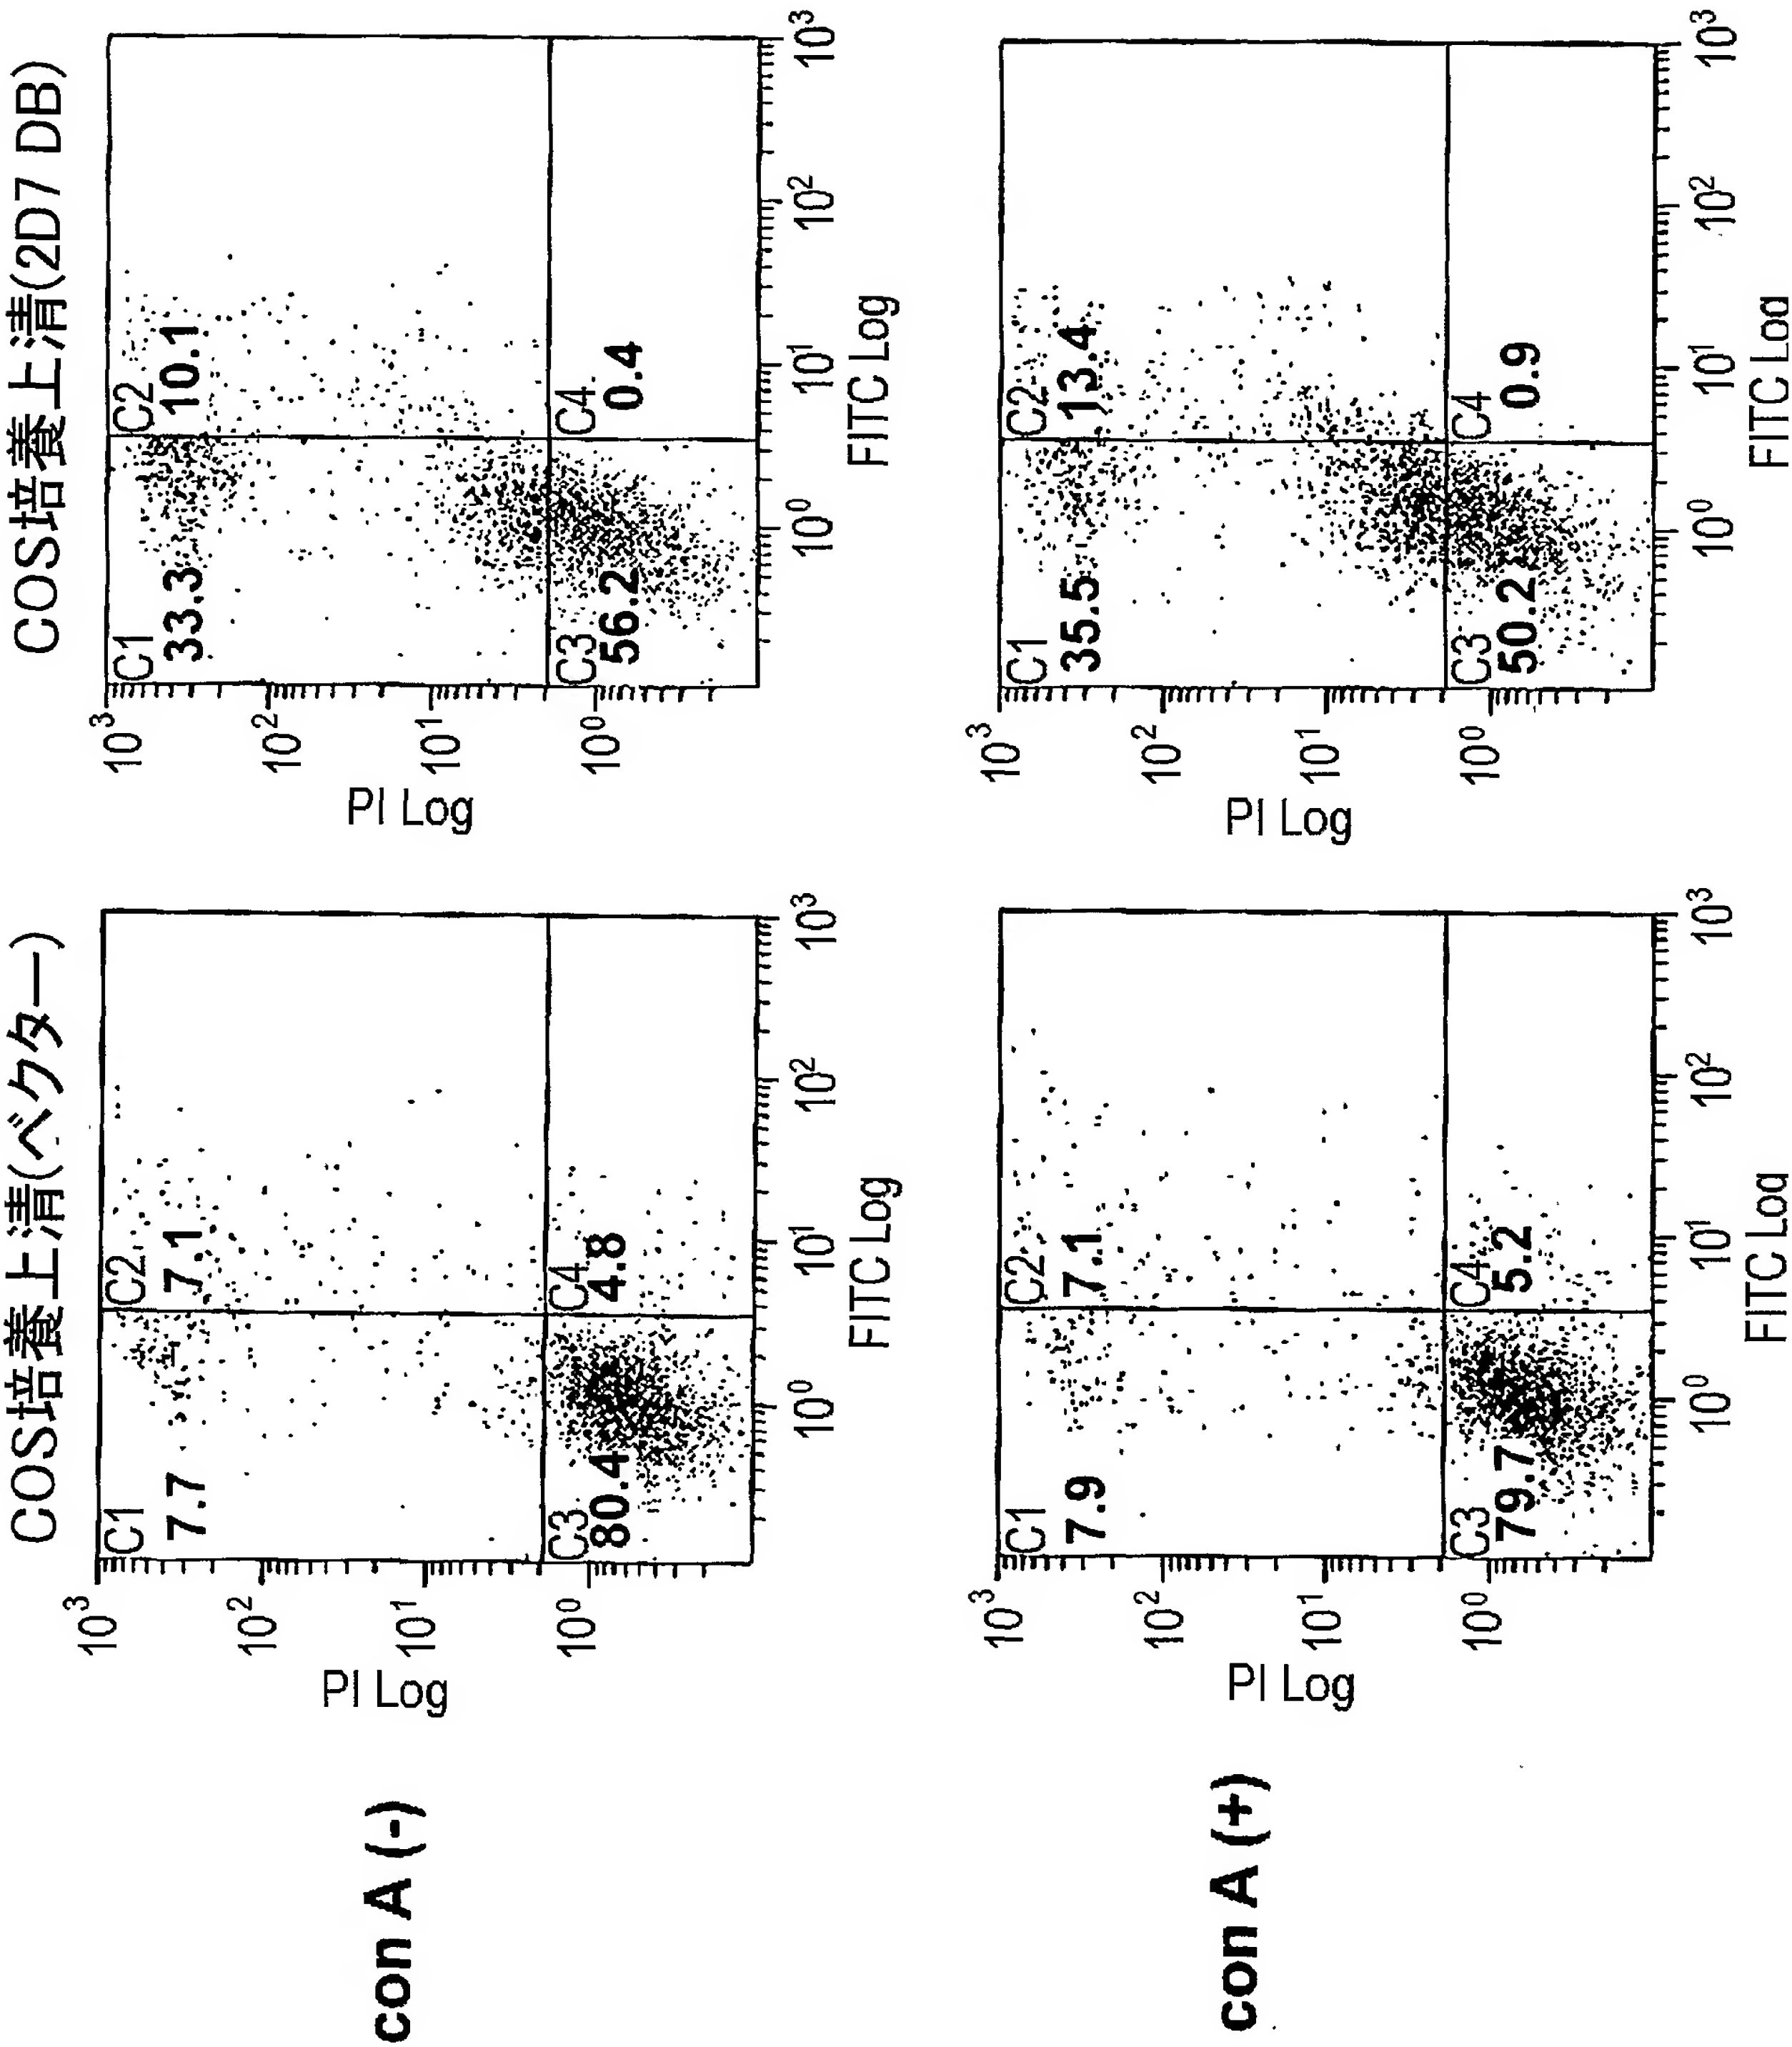 COS培養上清(ベクター)
COS培養上清(2D7 DB)
con A (-)
PI Log
10³
10²
10¹
10⁰
C1
7.7
C2
7.1
C3
80.4
C4
4.8
10⁰
10¹
10²
10³
FITC Log
PI Log
10³
10²
10¹
10⁰
C1
33.3
C2
10.1
C3
56.2
C4
0.4
10⁰
10¹
10²
10³
FITC Log
con A (+)
PI Log
10³
10²
10¹
10⁰
C1
7.9
C2
7.1
C3
79.7
C4
5.2
10⁰
10¹
10²
10³
FITC Log
PI Log
10³
10²
10¹
10⁰
C1
35.5
C2
13.4
C3
50.2
C4
0.9
10⁰
10¹
10²
10³
FITC Log